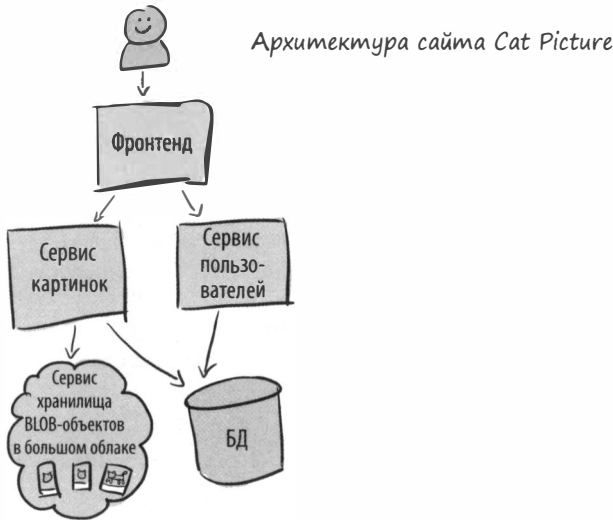 Архитектура сайта Cat Picture
Фронтенд
Сервис
картинок
Сервис
пользо-
вателей
Сервис
хранилища
BLOB-объектов
в большом облаке
БД